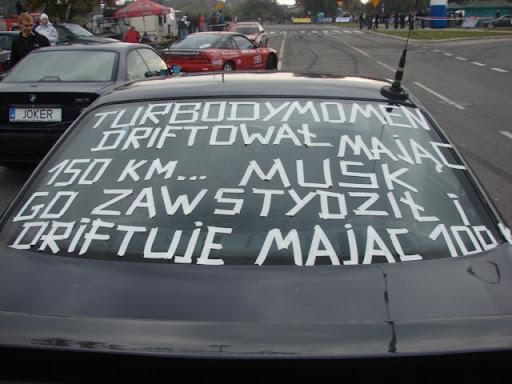 JOKER
TURBODYMOMEN
DRIFTOWAŁ MAJĄC
150 KM... MUSK
GO ZAWSTYDZIŁ i
DRIFTUJE MAJĄC 100